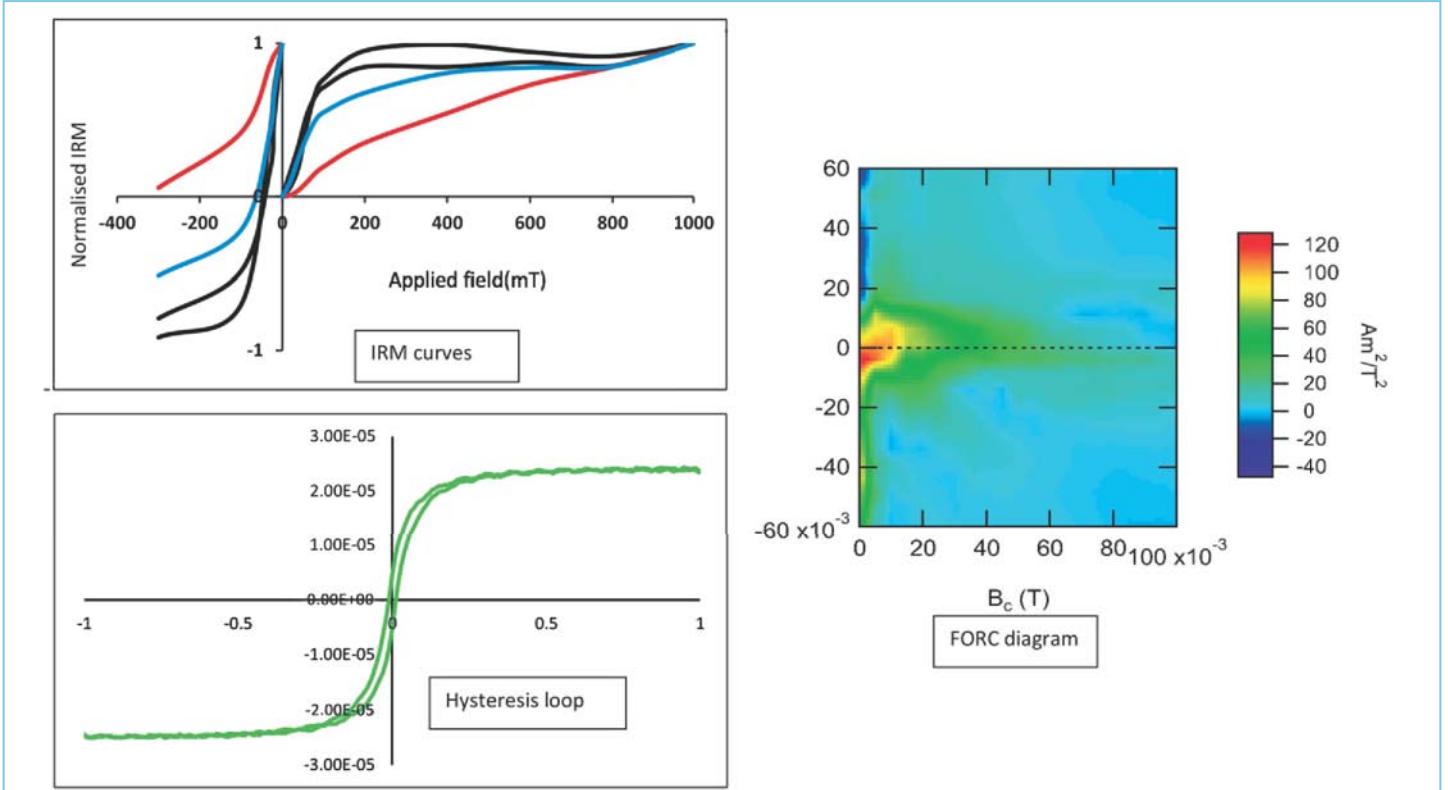 1
Normalised IRM
0
-400
-200
0
200
400
600
800
1000
Applied field(mT)
-1
IRM curves
-
3.00E-05
2.00E-05
1.00E-05
0.00E+00
-1
-0.5
0
0.5
1
-1.00E-05
-2.00E-05
-3.00E-05
Hysteresis loop
60
40
20
0
-20
-40
-60 x10⁻³
0
20
40
60
80
100 x10⁻³
B_c (T)
FORC diagram
120
100
80
60
40
20
0
-20
-40
Am²/T²